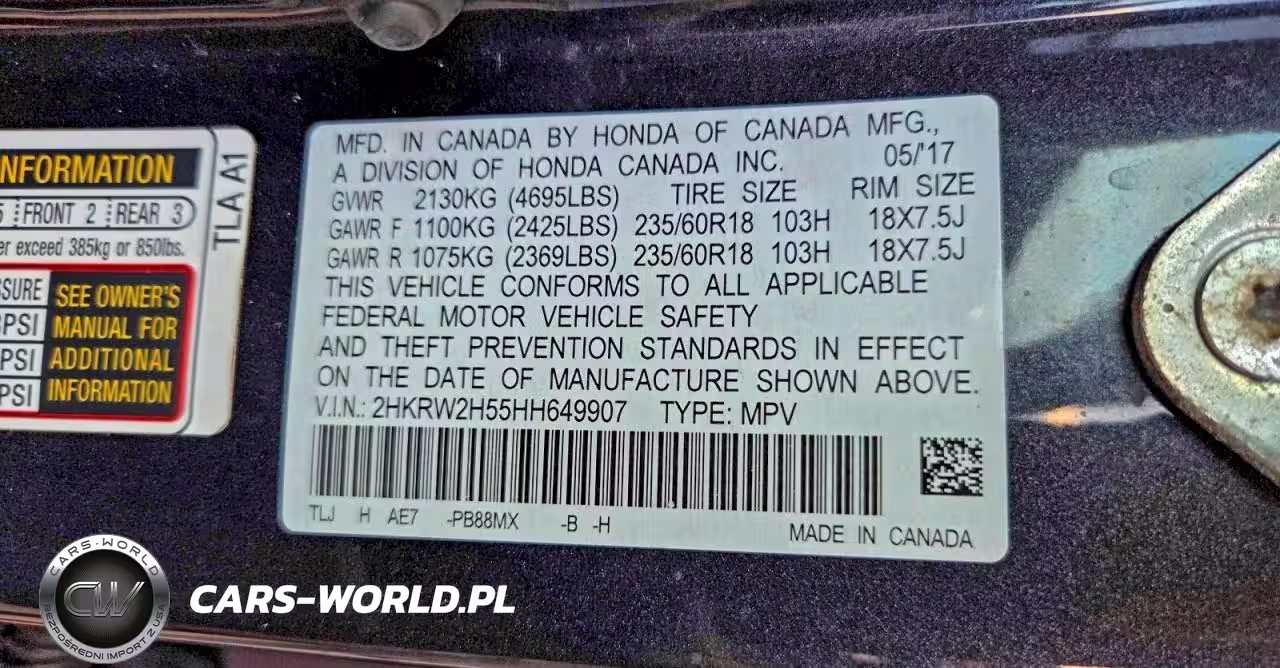 INFORMATION
FRONT 2 REAR 3
exceed 385kg or 850lbs.
SEE OWNER'S
PSI MANUAL FOR
PSI ADDITIONAL
PSI INFORMATION
TLA A1
MFD. IN CANADA BY HONDA OF CANADA MFG.,
A DIVISION OF HONDA CANADA INC. 05/'17
GVWR 2130KG (4695LBS) TIRE SIZE RIM SIZE
GAWR F 1100KG (2425LBS) 235/60R18 103H 18X7.5J
GAWR R 1075KG (2369LBS) 235/60R18 103H 18X7.5J
THIS VEHICLE CONFORMS TO ALL APPLICABLE
FEDERAL MOTOR VEHICLE SAFETY
AND THEFT PREVENTION STANDARDS IN EFFECT
ON THE DATE OF MANUFACTURE SHOWN ABOVE.
V.I.N.: 2HKRW2H55HH649907 TYPE: MPV
TLJ H AE7 -PB88MX -B -H
MADE IN CANADA
CARS-WORLD
CW
BEZPOŚREDNI IMPORT Z USA
CARS-WORLD.PL